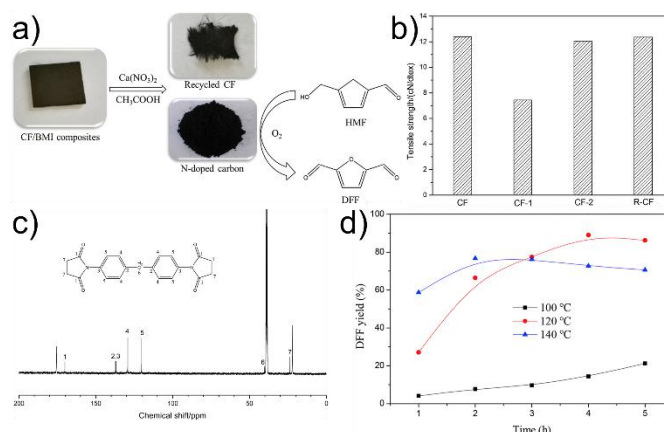 a)
Ca(NO₃)₂
CH₃COOH
CF/BMI composites
Recycled CF
N-doped carbon
O₂
HO
O
HMF
O
O
O
DFF
b)
Tensile strength/(cN/dtex)
14
12
10
8
6
4
2
0
CF
CF-1
CF-2
R-CF
c)
1
2.3
4
5
6
7
200
150
100
50
0
Chemical shift/ppm
d)
DFF yield (%)
100
80
60
40
20
0
100 °C
120 °C
140 °C
1
2
3
4
5
Time (h)